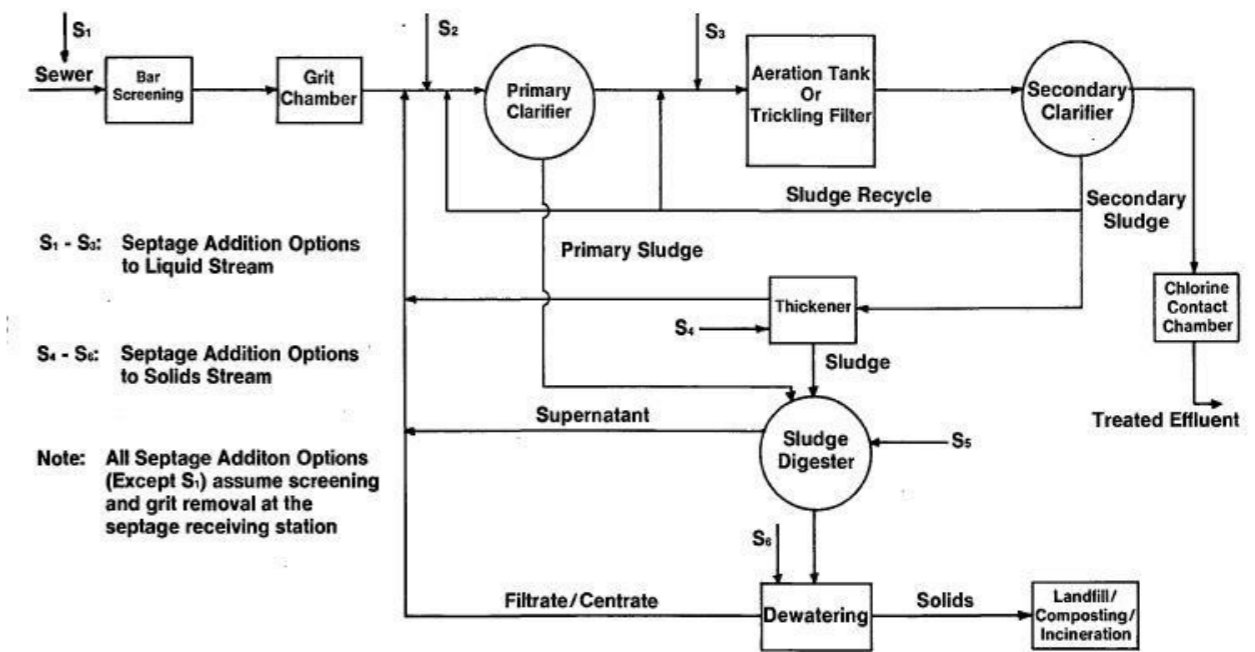 S₁
Sewer
Bar
Screening
Grit
Chamber
S₂
Primary
Clarifier
S₃
Aeration Tank
Or
Trickling Filter
Secondary
Clarifier
Sludge Recycle
Secondary
Sludge
S₁ - S₃: Septage Addition Options
to Liquid Stream
Primary Sludge
Thickener
Chlorine
Contact
Chamber
S₄
S₄ - S₆: Septage Addition Options
to Solids Stream
Sludge
Treated Effluent
Supernatant
Sludge
Digester
S₅
Note: All Septage Additon Options
(Except S₁) assume screening
and grit removal at the
septage receiving station
S₆
Filtrate/Centrate
Dewatering
Solids
Landfill/
Composting/
Incineration